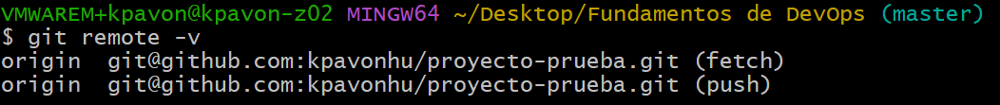 VMWAREM+kpavon@kpavon-z02 MINGW64 ~/Desktop/Fundamentos de DevOps (master)
$ git remote -v
origin  git@github.com:kpavonhu/proyecto-prueba.git (fetch)
origin  git@github.com:kpavonhu/proyecto-prueba.git (push)